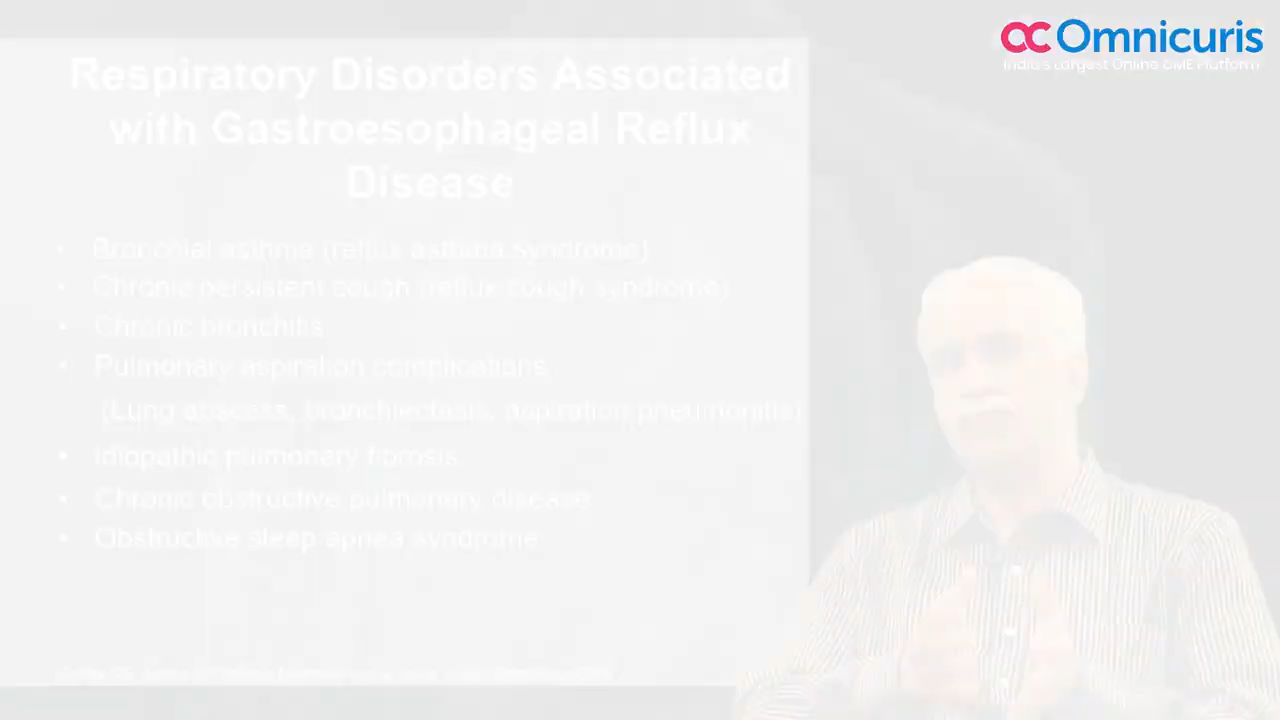 Omnicuris
India's Largest Online CME Platform
Respiratory Disorders Associated
with Gastroesophageal Reflux
Disease
• Bronchial asthma (reflux asthma syndrome)
• Chronic persistent cough (reflux cough syndrome)
• Chronic bronchitis
• Pulmonary aspiration complications
(Lung abscess, bronchiectasis, aspiration pneumonitis)
• Idiopathic pulmonary fibrosis
• Chronic obstructive pulmonary disease
• Obstructive sleep apnea syndrome